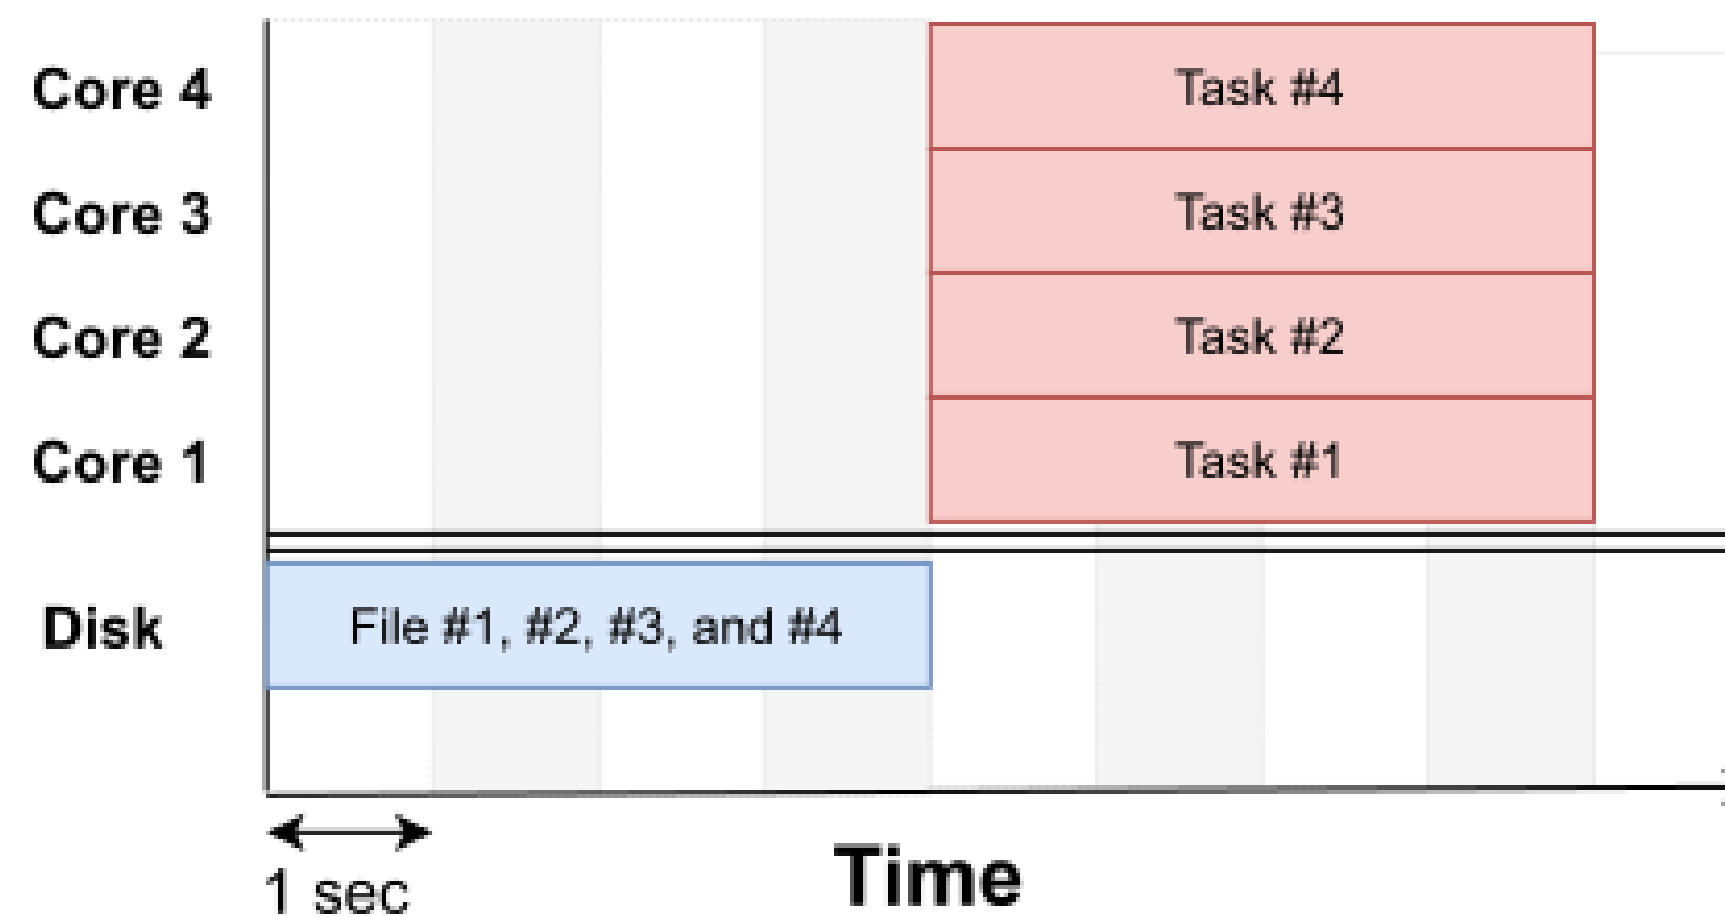 Core 4
Task #4
Core 3
Task #3
Core 2
Task #2
Core 1
Task #1
Disk
File #1, #2, #3, and #4
1 sec
Time